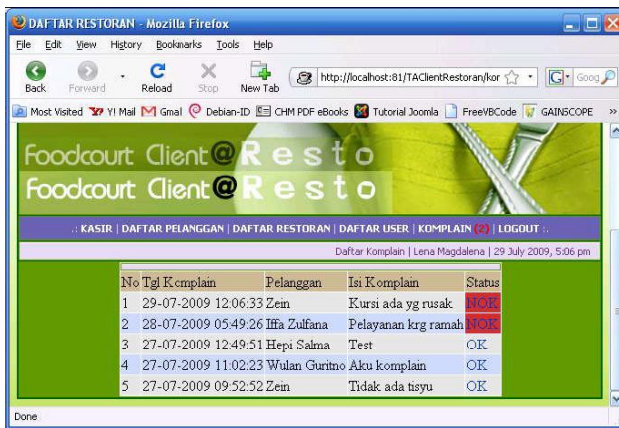 DAFTAR RESTORAN - Mozilla Firefox
File Edit View History Bookmarks Tools Help
Back Forward Reload Stop New Tab http://localhost:81/TAClientRestoran/kor G Goog
Most Visited Y! Mail Gmal Debian-ID CHM PDF eBooks Tutorial Joomla FreeVBCode GAINSCOPE »
Foodcourt Client@Resto
Foodcourt Client@Resto
.: KASIR | DAFTAR PELANGGAN | DAFTAR RESTORAN | DAFTAR USER | KOMPLAIN (2) | LOGOUT :.
Daftar Komplain | Lena Magdalena | 29 July 2009, 5:06 pm
No Tgl Komplain Pelanggan Isi Komplain Status
1 29-07-2009 12:06:33 Zein Kursi ada yg rusak NOK
2 28-07-2009 05:49:26 Iffa Zulfana Pelayanan krg ramah NOK
3 27-07-2009 12:49:51 Hepi Salma Test OK
4 27-07-2009 11:02:23 Wulan Guritno Aku komplain OK
5 27-07-2009 09:52:52 Zein Tidak ada tisyu OK
Done